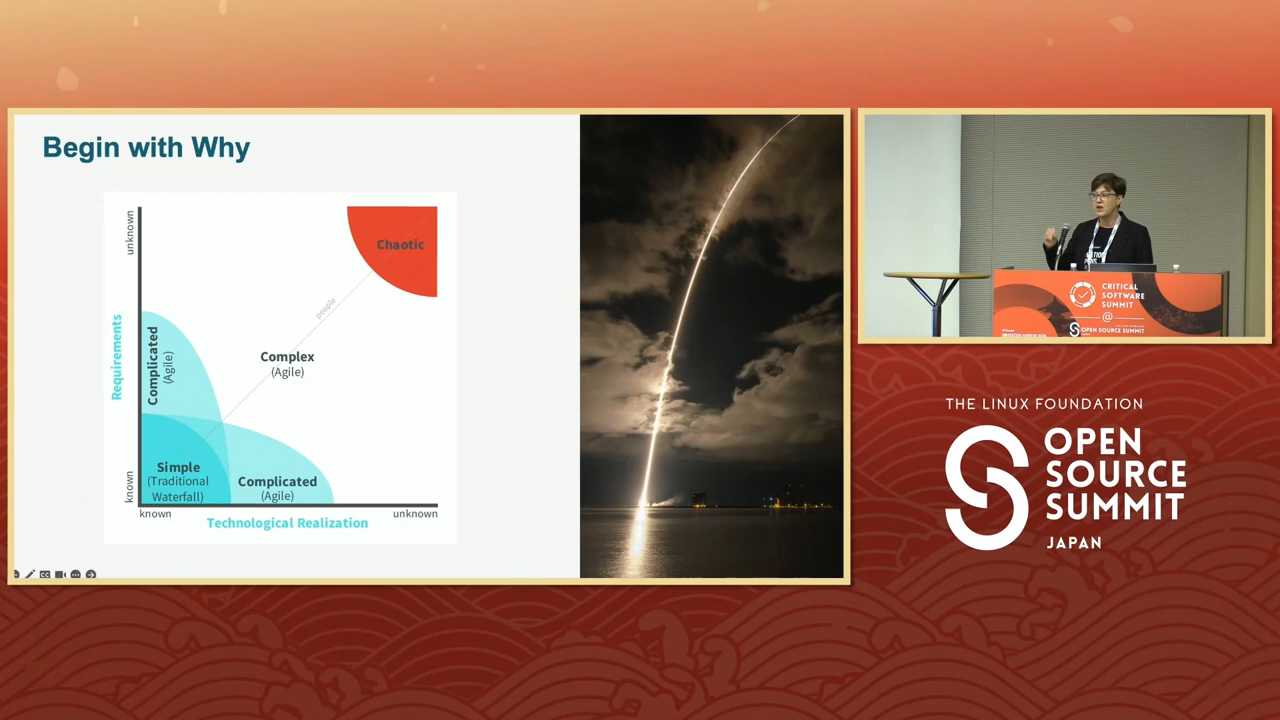 Begin with Why
unknown
Requirements
known
Chaotic
people
Complex
(Agile)
Complicated
(Agile)
Simple
(Traditional
Waterfall)
Complicated
(Agile)
known
unknown
Technological Realization
CC
CRITICAL
SOFTWARE
SUMMIT
@
OPEN SOURCE SUMMIT
THE LINUX FOUNDATION
OPEN
SOURCE
SUMMIT
JAPAN